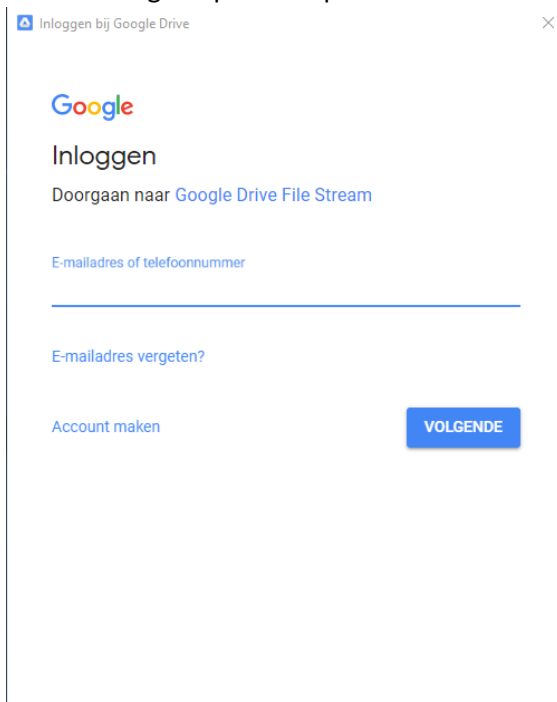 Inloggen bij Google Drive
Google
Inloggen
Doorgaan naar Google Drive File Stream
E-mailadres of telefoonnummer
E-mailadres vergeten?
Account maken
VOLGENDE